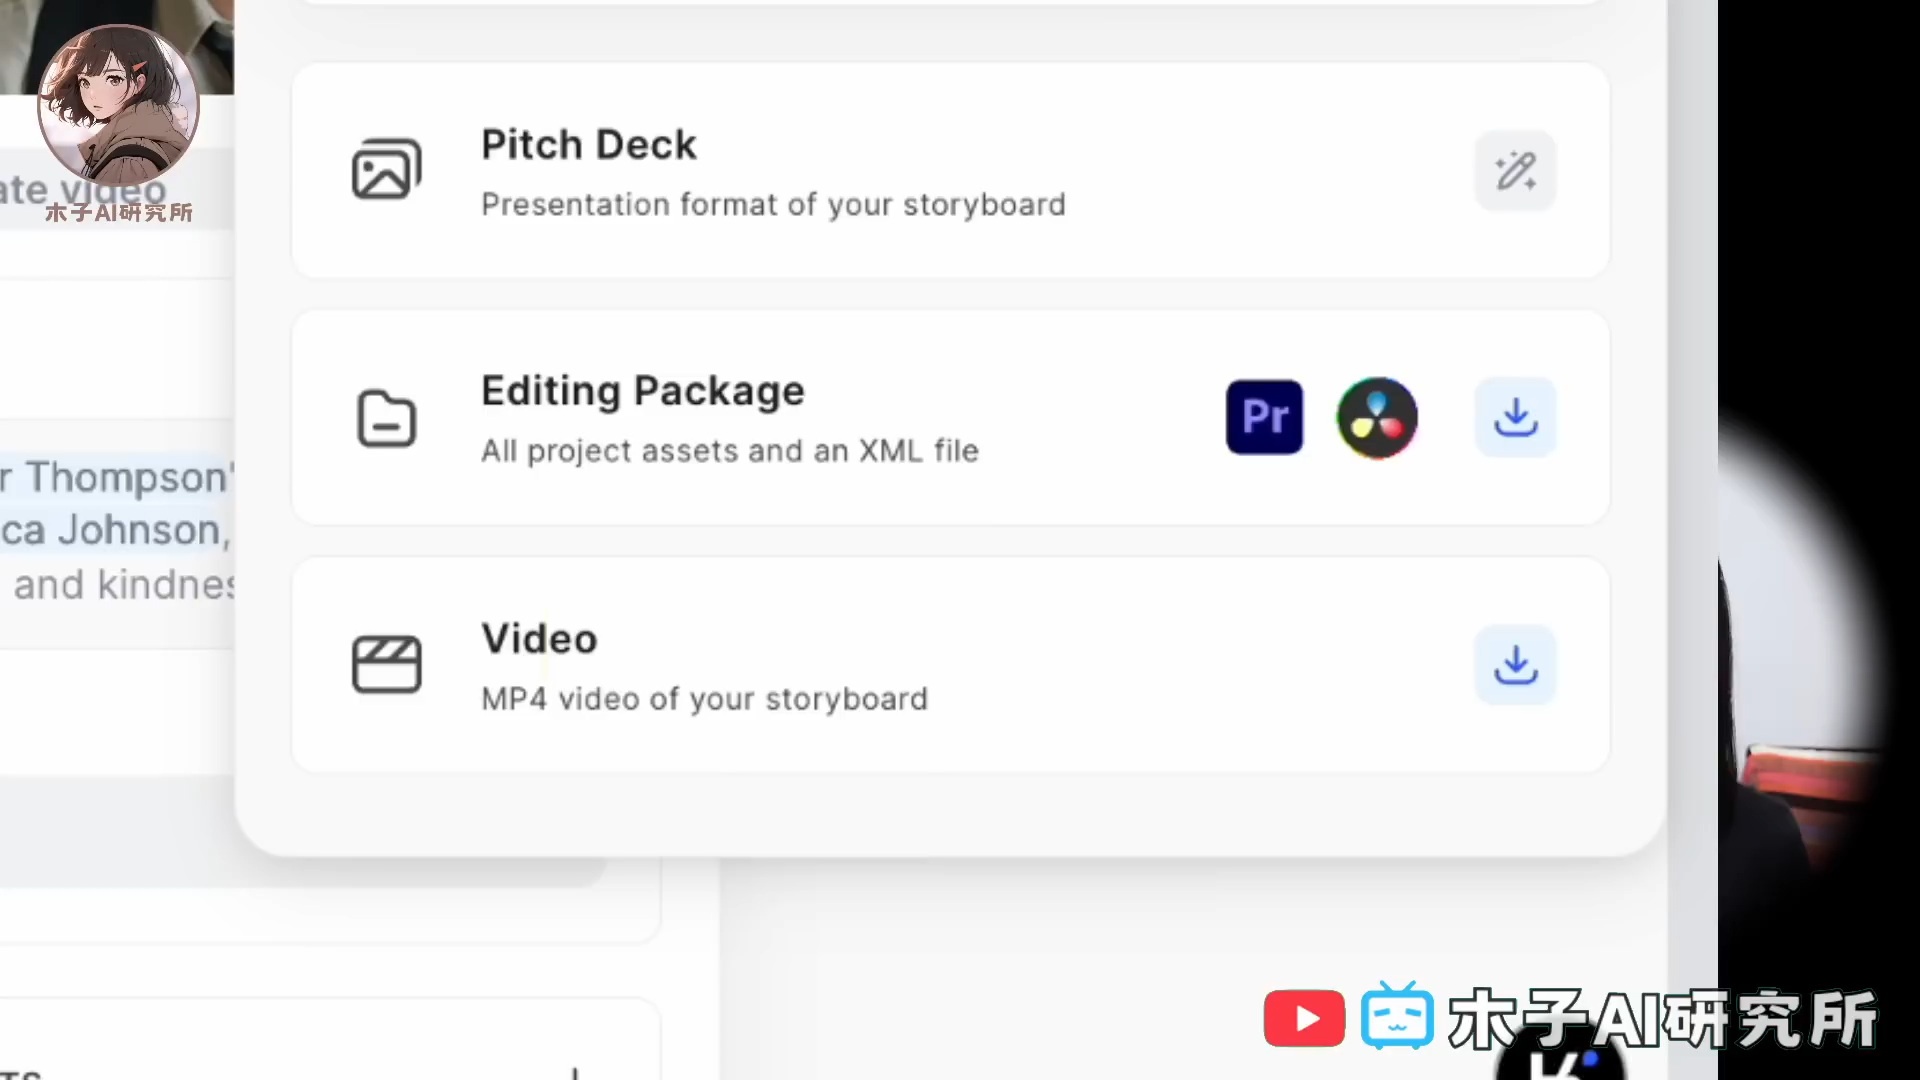 Pitch Deck
Presentation format of your storyboard
ate video
木子AI研究所
Editing Package
All project assets and an XML file
Pr
r Thompson'
ca Johnson,
and kindnes
Video
MP4 video of your storyboard
木子AI研究所